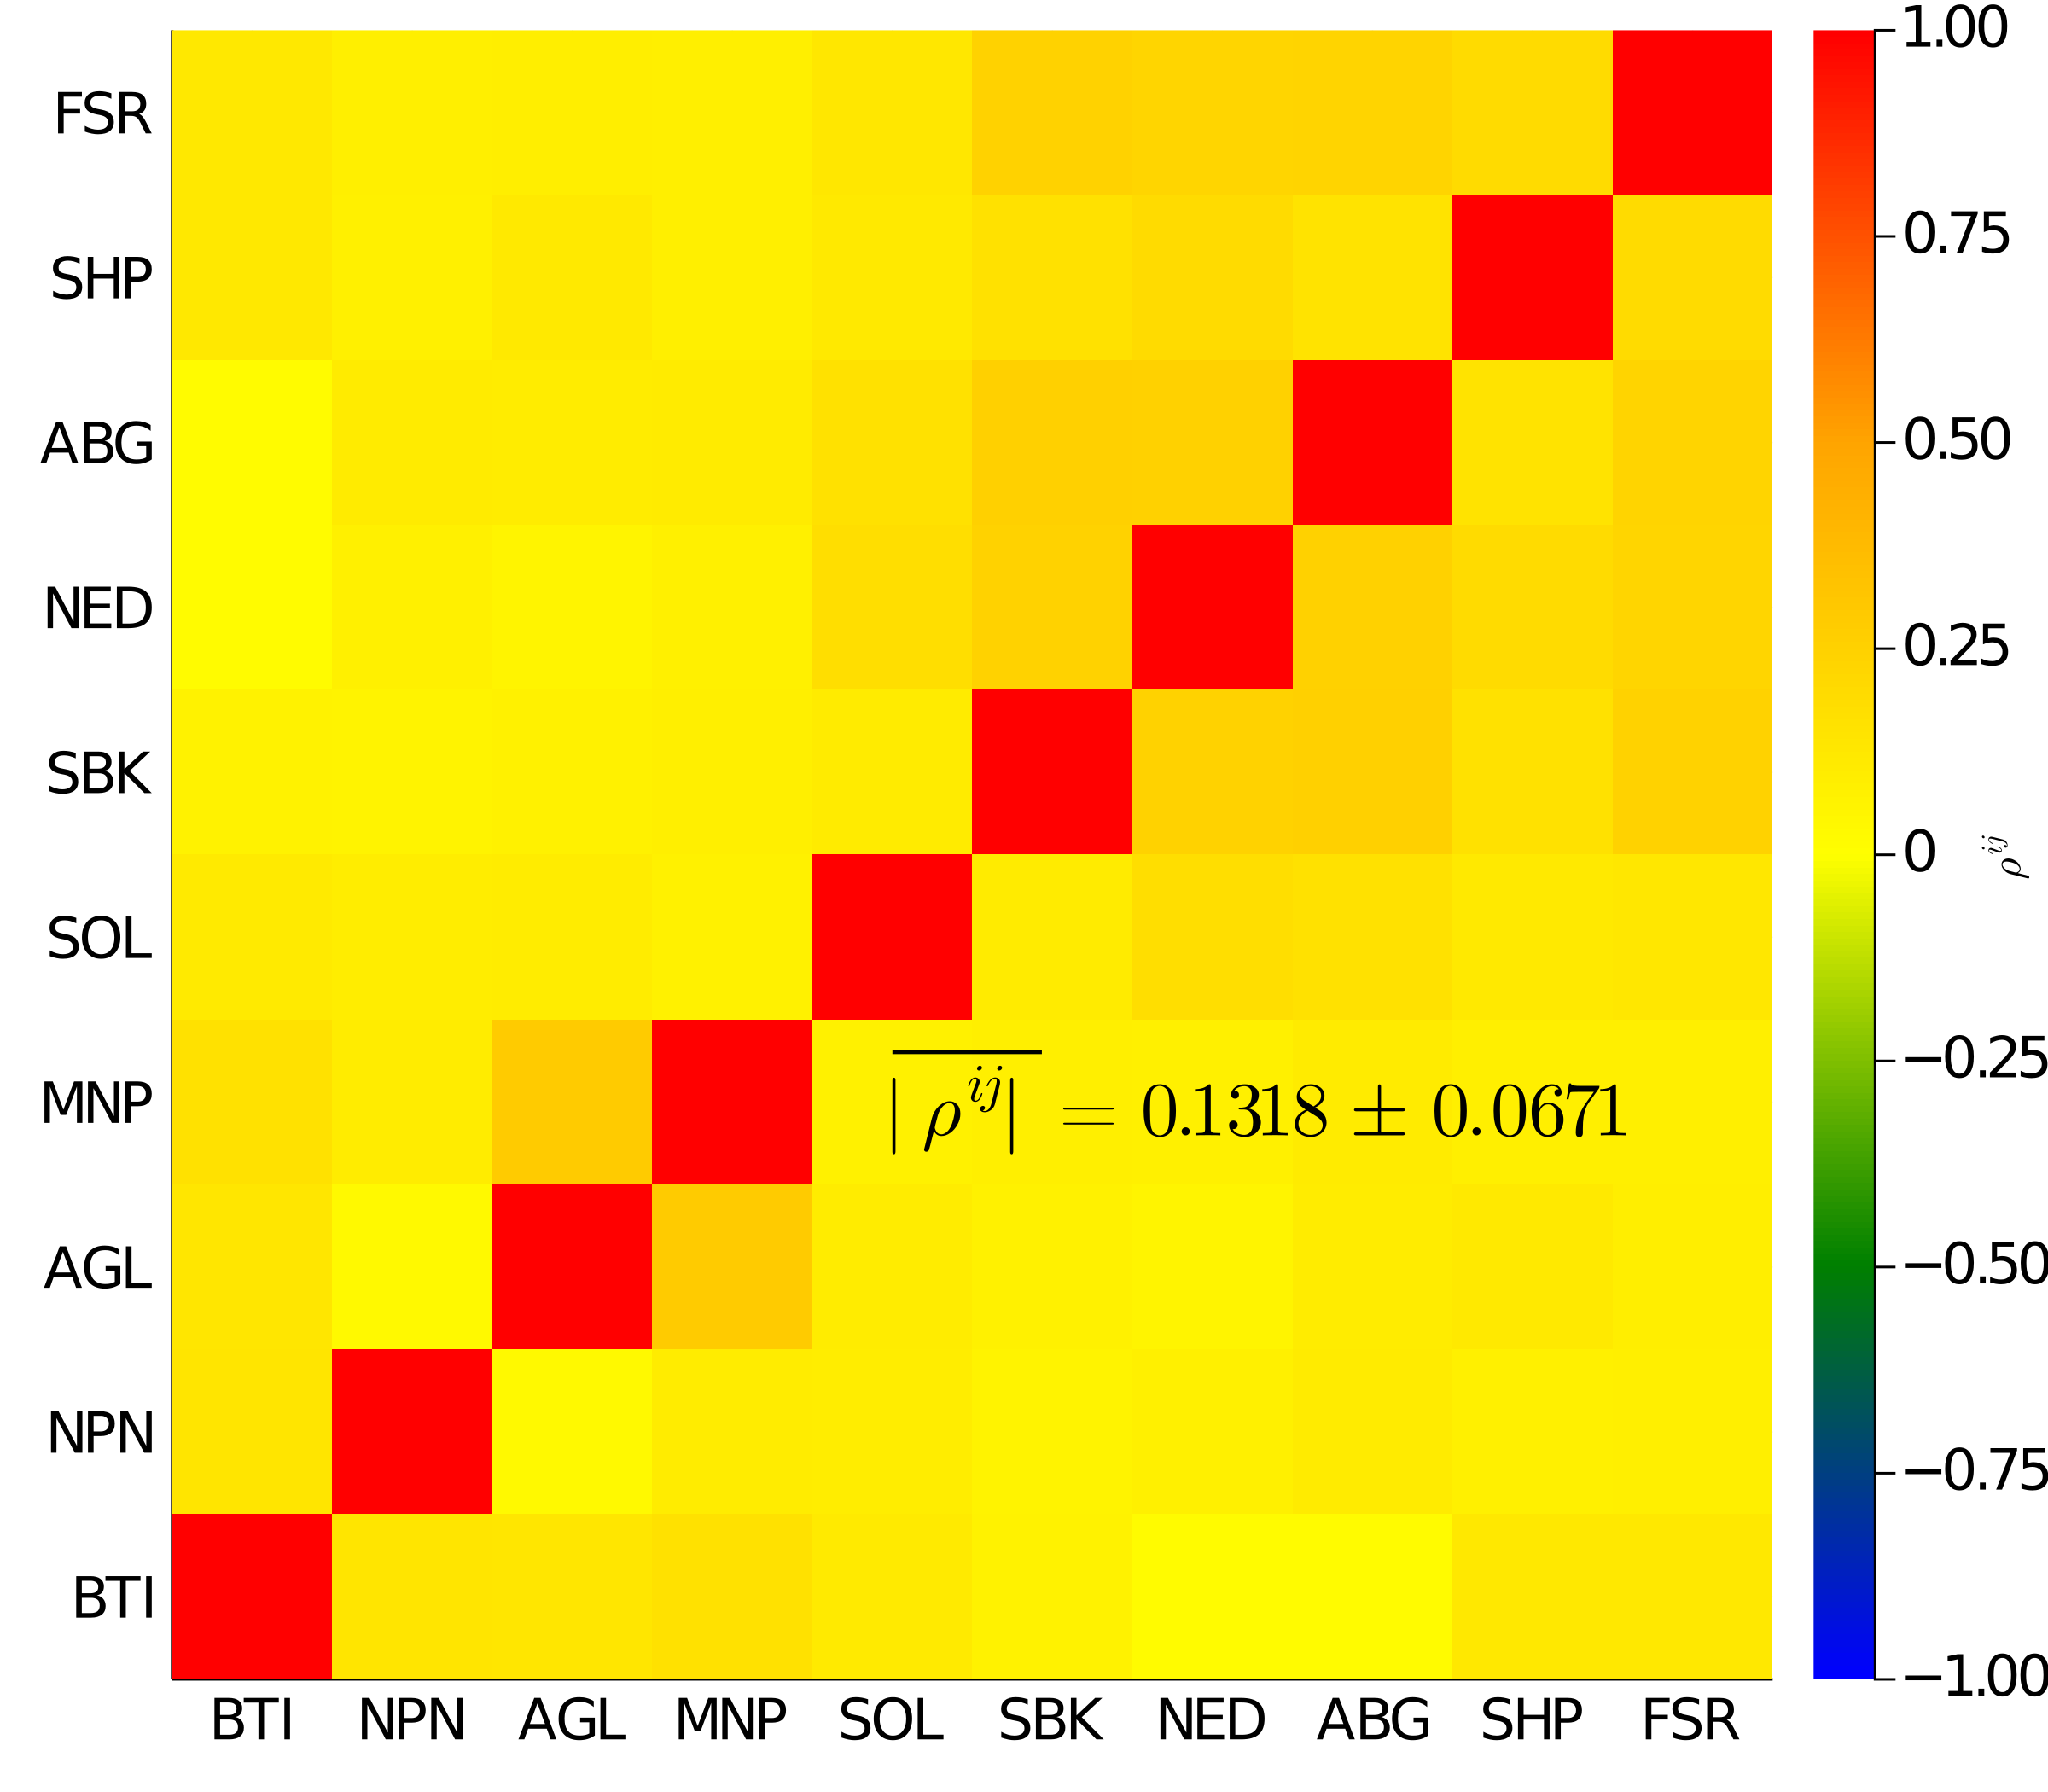 FSR
SHP
ABG
NED
SBK
SOL
MNP
AGL
NPN
BTI
|ρ^{ij}| = 0.1318 ± 0.0671
BTI NPN AGL MNP SOL SBK NED ABG SHP FSR
1.00
0.75
0.50
0.25
0
−0.25
−0.50
−0.75
−1.00
ρ^{ij}